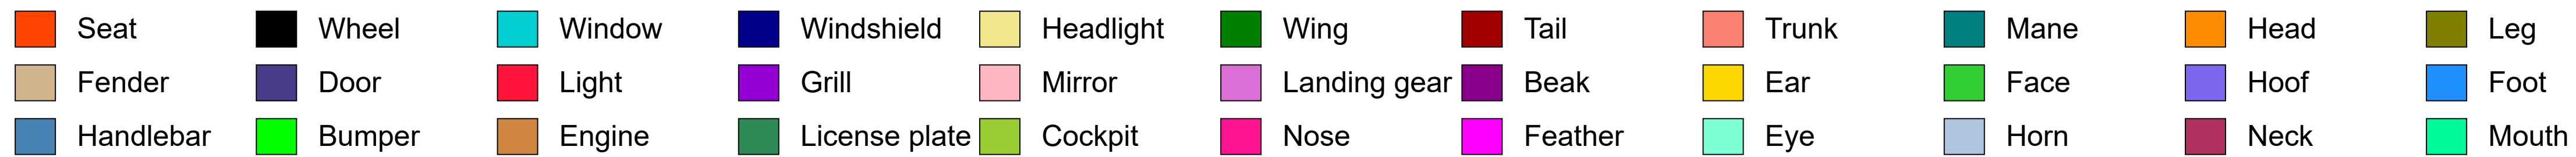 Seat Wheel Window Windshield Headlight Wing Tail Trunk Mane Head Leg
Fender Door Light Grill Mirror Landing gear Beak Ear Face Hoof Foot
Handlebar Bumper Engine License plate Cockpit Nose Feather Eye Horn Neck Mouth